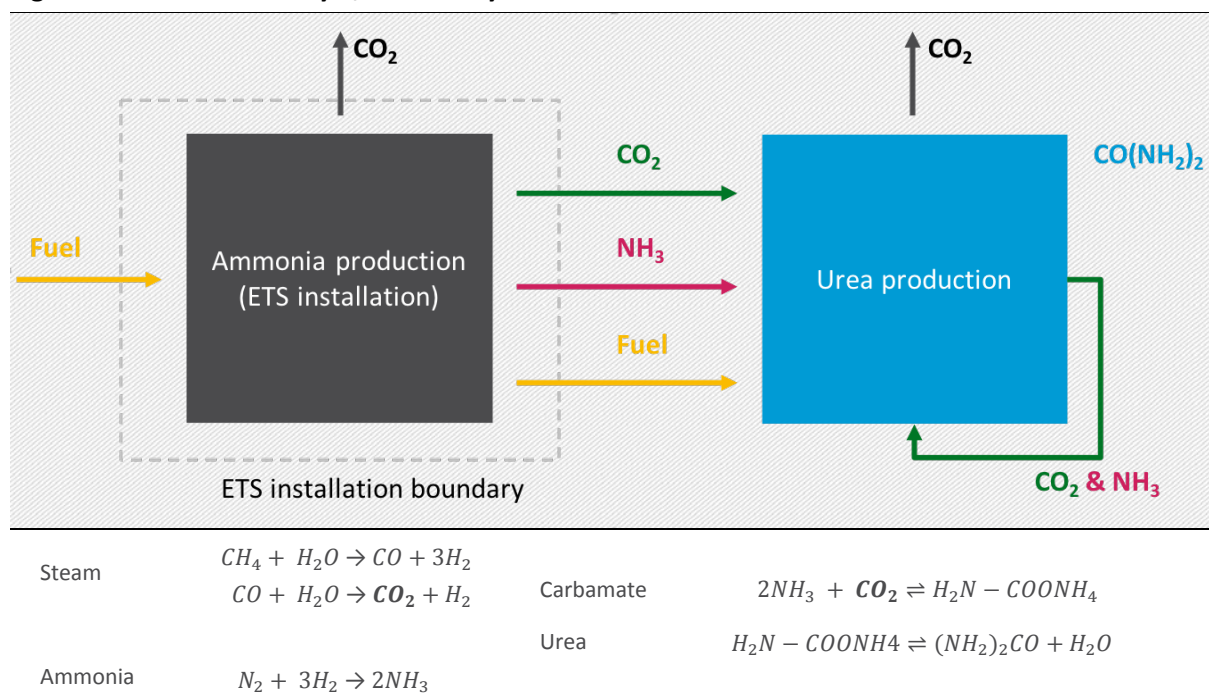 CO₂
CO₂
CO₂
CO(NH₂)₂
Fuel
NH₃
Ammonia production
(ETS installation)
Urea production
Fuel
ETS installation boundary
CO₂ & NH₃
Steam
CH₄ + H₂O → CO + 3H₂
CO + H₂O → CO₂ + H₂
Carbamate
2NH₃ + CO₂ ⇌ H₂N − COONH₄
Urea
H₂N − COONH4 ⇌ (NH₂)₂CO + H₂O
Ammonia
N₂ + 3H₂ → 2NH₃